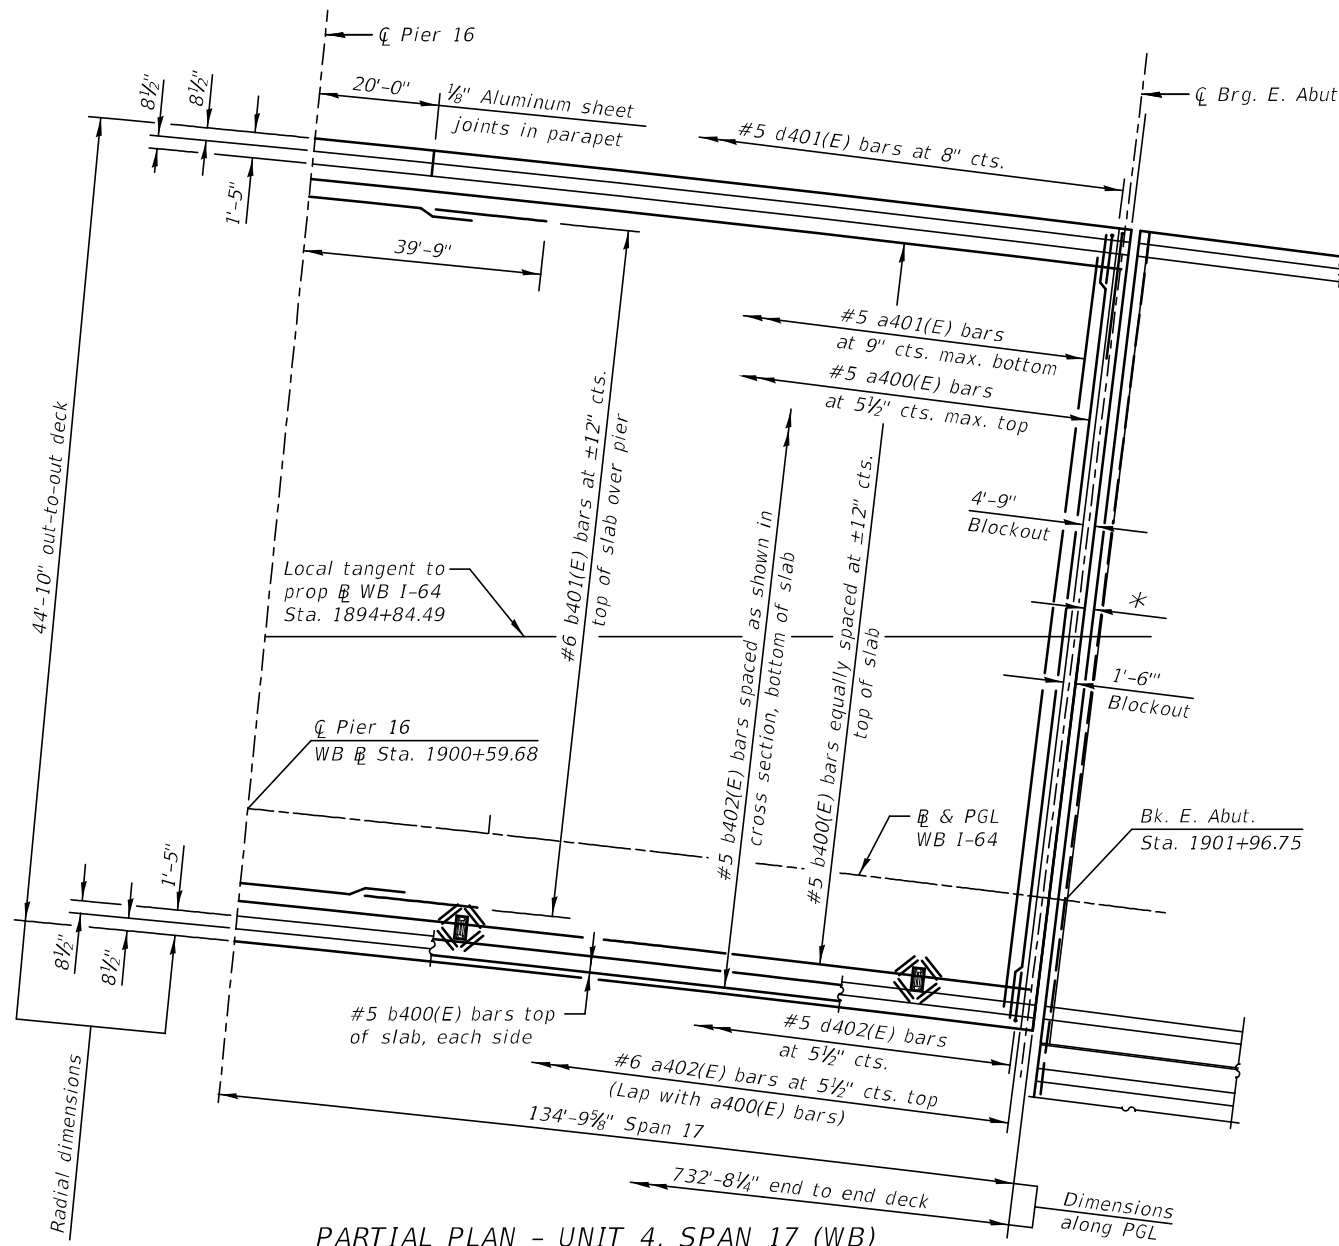 ℄ Pier 16
℄ Brg. E. Abut
8½"
8½"
20'-0"
⅛" Aluminum sheet
joints in parapet
#5 d401(E) bars at 8" cts.
1'-5"
39'-9"
#5 a401(E) bars
at 9" cts. max. bottom
#5 a400(E) bars
at 5½" cts. max. top
44'-10" out-to-out deck
#6 b401(E) bars at ±12" cts.
top of slab over pier
#5 b402(E) bars spaced as shown in
cross section, bottom of slab
#5 b400(E) bars equally spaced at ±12" cts.
top of slab
4'-9"
Blockout
*
1'-6'"
Blockout
Local tangent to
prop ⅊ WB I-64
Sta. 1894+84.49
℄ Pier 16
WB ⅊ Sta. 1900+59.68
⅊ & PGL
WB I-64
Bk. E. Abut.
Sta. 1901+96.75
1'-5"
8½"
8½"
#5 b400(E) bars top
of slab, each side
#5 d402(E) bars
at 5½" cts.
#6 a402(E) bars at 5½" cts. top
(Lap with a400(E) bars)
134'-9⅝" Span 17
732'-8¼" end to end deck
Radial dimensions
Dimensions
along PGL
PARTIAL PLAN - UNIT 4, SPAN 17 (WB)